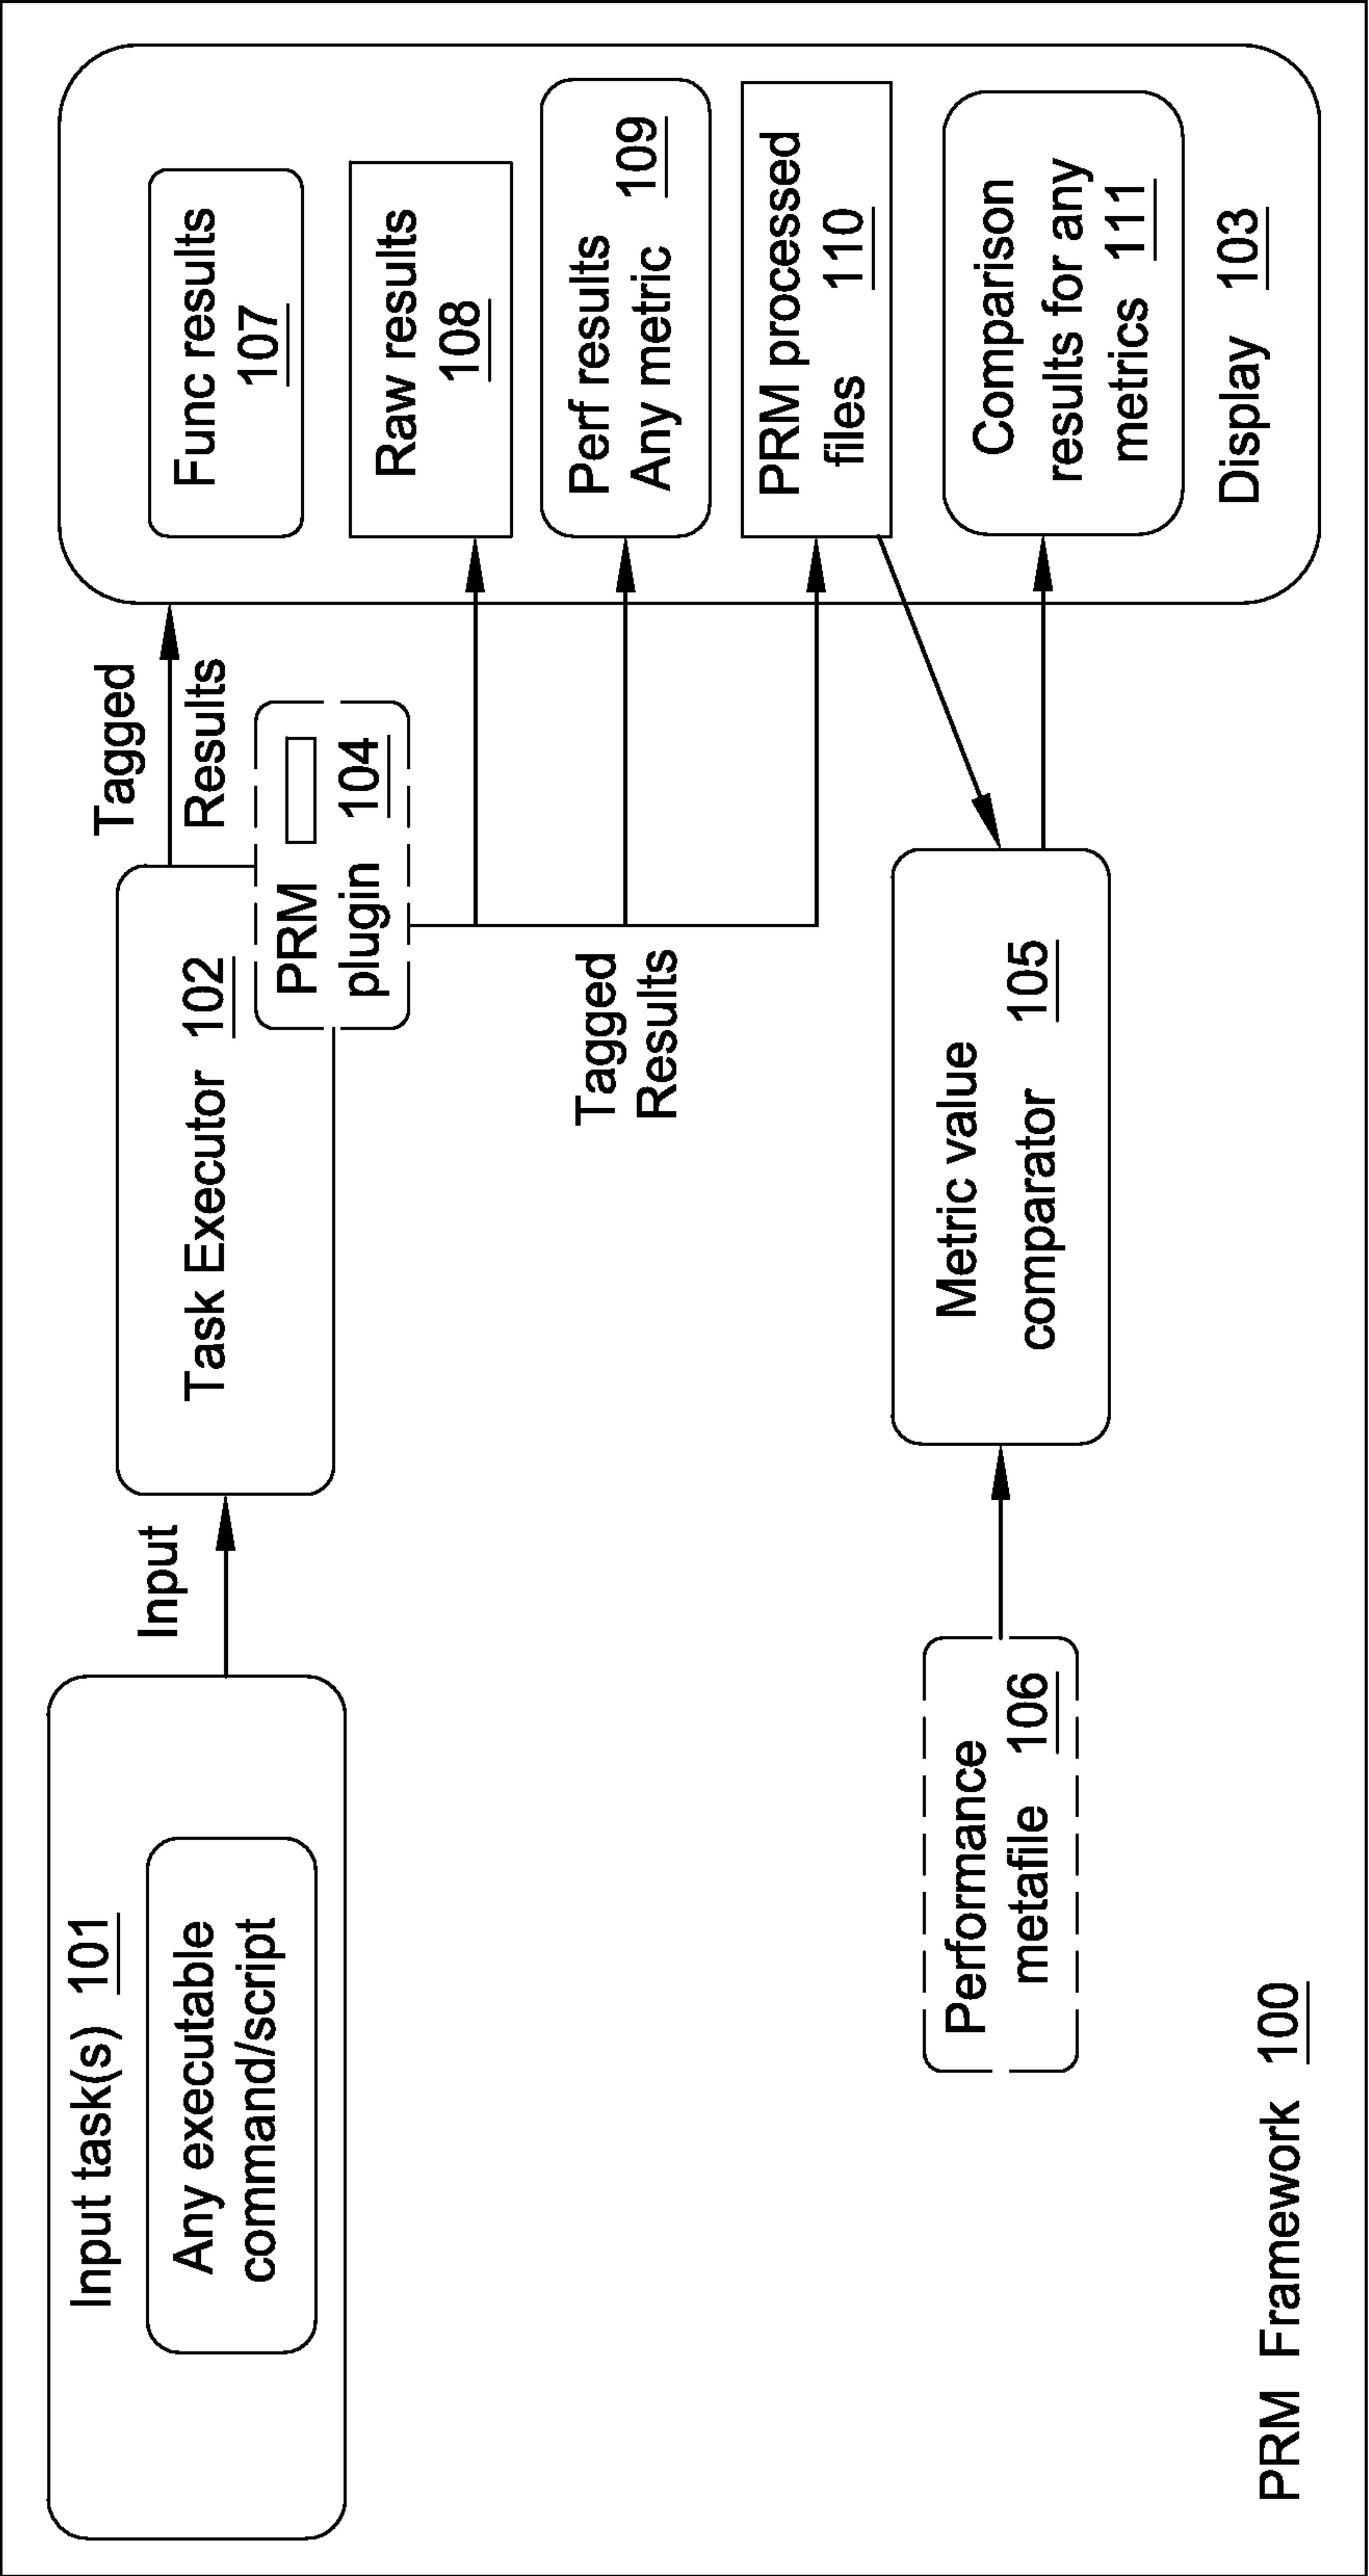 Input task(s) 101
Any executable
command/script
Input
Task Executor 102
PRM
plugin 104
Tagged
Results
Tagged
Results
Func results
107
Raw results
108
Perf results
Any metric 109
PRM processed
files 110
Comparison
results for any
metrics 111
Display 103
Performance
metafile 106
Metric value
comparator 105
PRM Framework 100